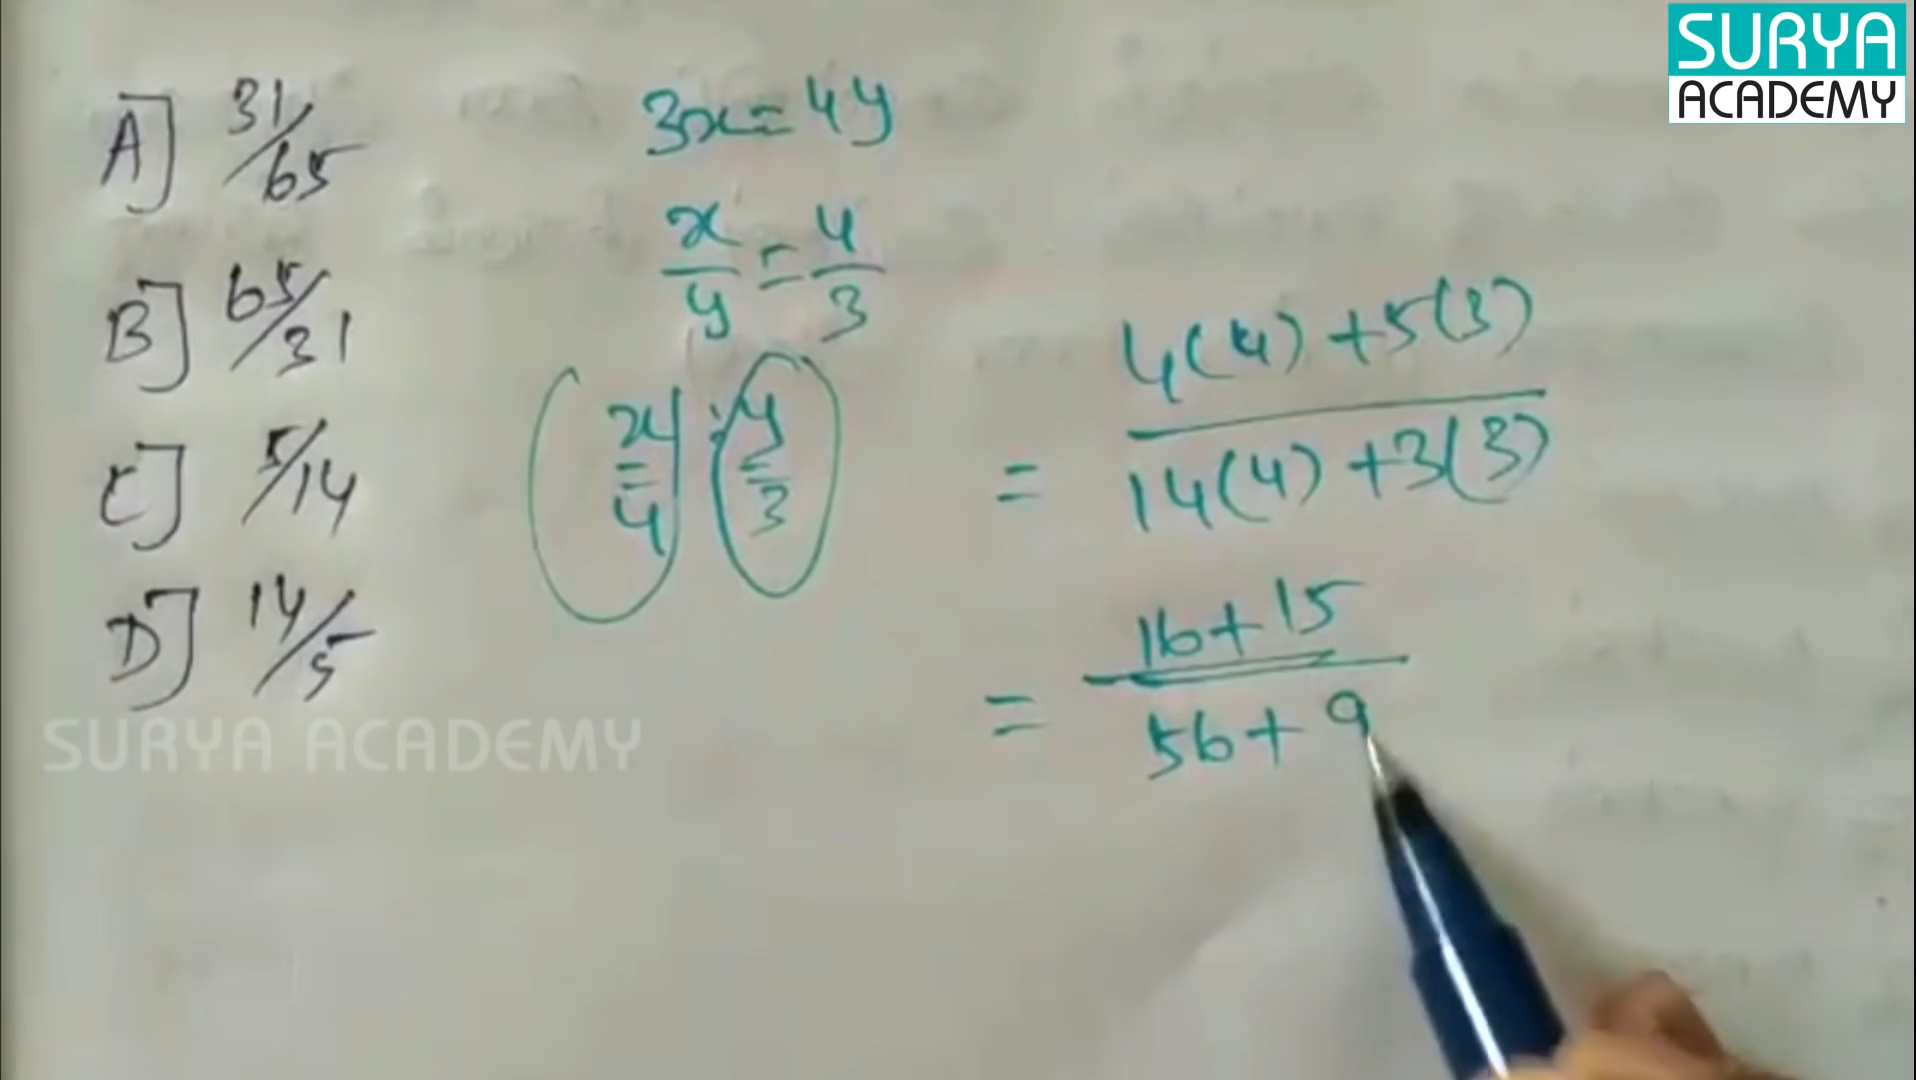 SURYA
ACADEMY
A] 31/65
B] 65/31
C] 5/14
D] 14/5
3x = 4y
x/y = 4/3
x : y
= =
4 3
= 4(4) + 5(3) / 14(4) + 3(3)
= 16 + 15 / 56 + 9
SURYA ACADEMY